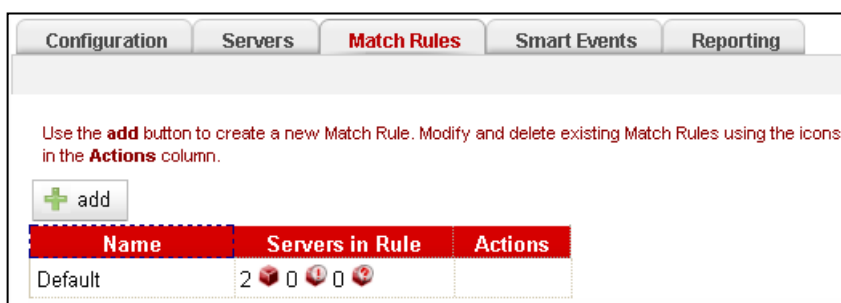 Configuration Servers Match Rules Smart Events Reporting
Use the add button to create a new Match Rule. Modify and delete existing Match Rules using the icons
in the Actions column.
add
Name Servers in Rule Actions
Default 2 0 0